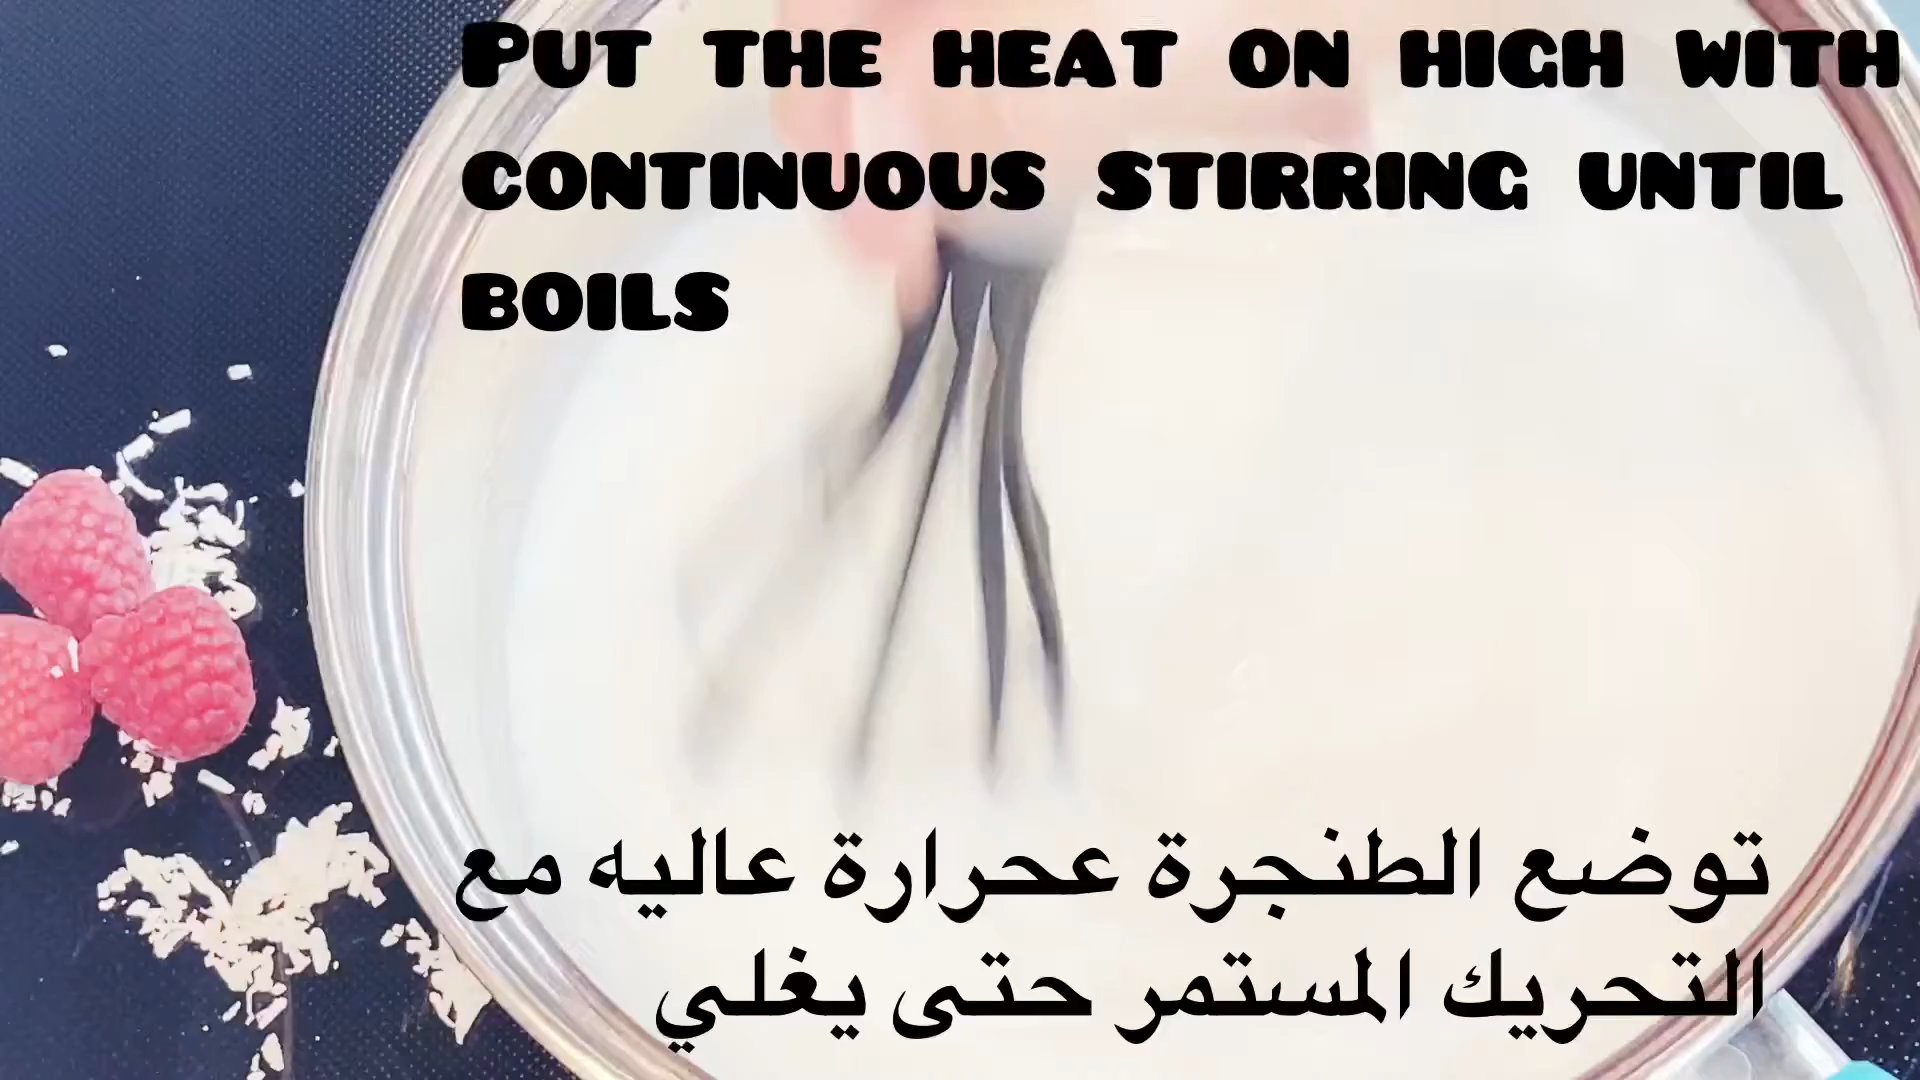 PUT THE HEAT ON HIGH WITH
CONTINUOUS STIRRING UNTIL
BOILS
توضع الطنجرة عحرارة عاليه مع
التحريك المستمر حتى يغلي